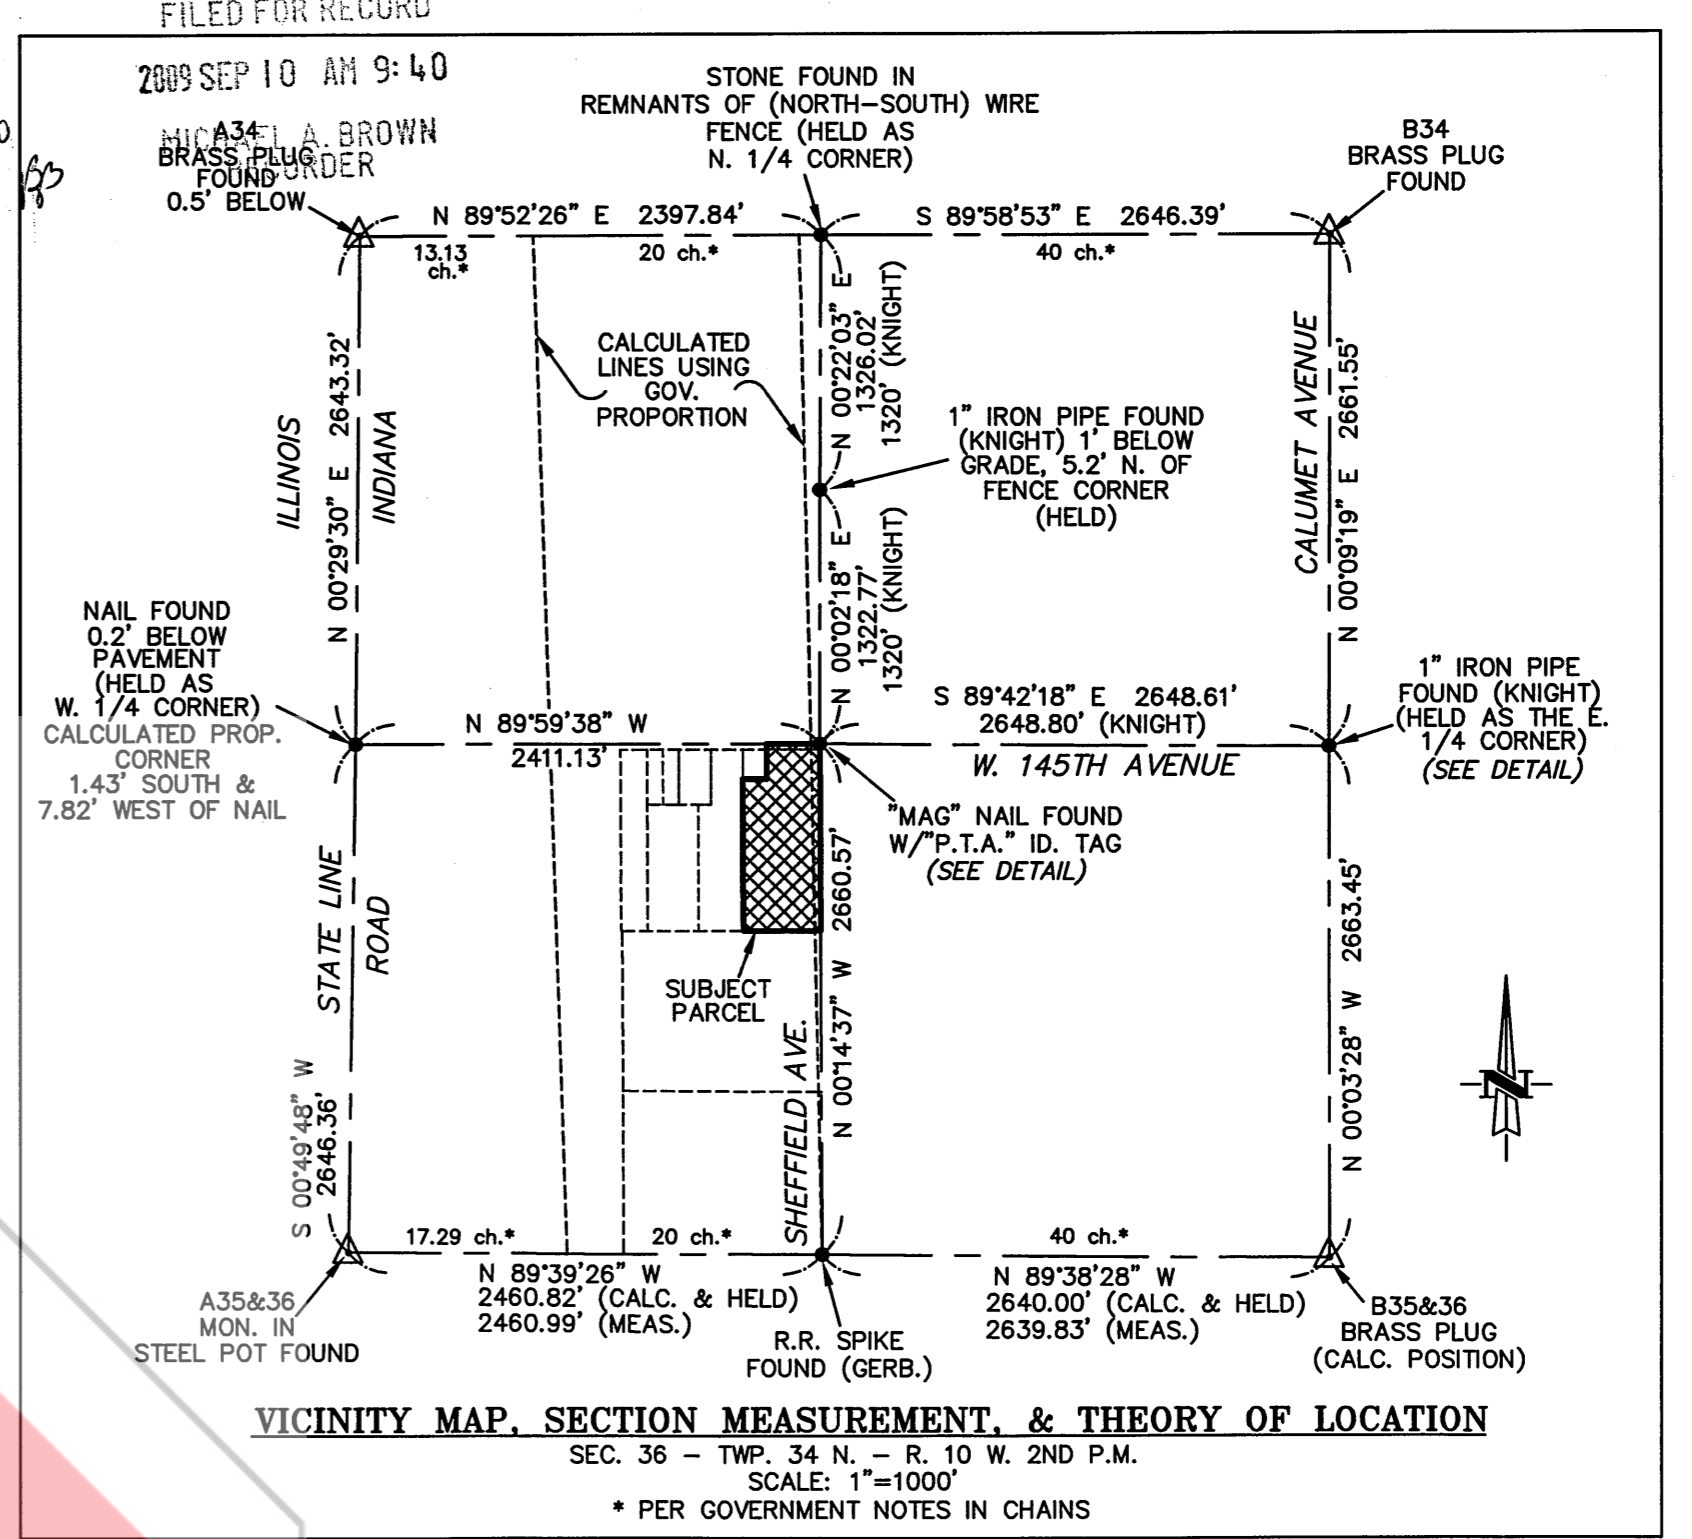 FILED FOR RECORD
2009 SEP 10 AM 9:40
MICHAEL A. BROWN
RECORDER
A34
BRASS PLUG
FOUND
0.5' BELOW
STONE FOUND IN
REMNANTS OF (NORTH-SOUTH) WIRE
FENCE (HELD AS
N. 1/4 CORNER)
B34
BRASS PLUG
FOUND
N 89°52'26" E 2397.84'
S 89°58'53" E 2646.39'
13.13
ch.*
20 ch.*
40 ch.*
ILLINOIS
N 00°29'30" E 2643.32'
INDIANA
CALCULATED
LINES USING
GOV.
PROPORTION
N 00°22'03" E
1326.02'
1320' (KNIGHT)
1" IRON PIPE FOUND
(KNIGHT) 1' BELOW
GRADE, 5.2' N. OF
FENCE CORNER
(HELD)
CALUMET AVENUE
N 00°09'19" E 2661.55'
N 00°02'18" E
1322.77'
1320' (KNIGHT)
NAIL FOUND
0.2' BELOW
PAVEMENT
(HELD AS
W. 1/4 CORNER)
CALCULATED PROP.
CORNER
1.43' SOUTH &
7.82' WEST OF NAIL
N 89°59'38" W
2411.13'
S 89°42'18" E 2648.61'
2648.80' (KNIGHT)
W. 145TH AVENUE
1" IRON PIPE
FOUND (KNIGHT)
(HELD AS THE E.
1/4 CORNER)
(SEE DETAIL)
"MAG" NAIL FOUND
W/"P.T.A." ID. TAG
(SEE DETAIL)
STATE LINE
ROAD
S 00°49'48" W
2646.36'
SUBJECT
PARCEL
SHEFFIELD AVE.
N 00°14'37" W 2660.57'
N 00°03'28" W 2663.45'
N
17.29 ch.*
20 ch.*
40 ch.*
N 89°39'26" W
2460.82' (CALC. & HELD)
2460.99' (MEAS.)
N 89°38'28" W
2640.00' (CALC. & HELD)
2639.83' (MEAS.)
A35&36
MON. IN
STEEL POT FOUND
R.R. SPIKE
FOUND (GERB.)
B35&36
BRASS PLUG
(CALC. POSITION)
VICINITY MAP, SECTION MEASUREMENT, & THEORY OF LOCATION
SEC. 36 - TWP. 34 N. - R. 10 W. 2ND P.M.
SCALE: 1"=1000'
* PER GOVERNMENT NOTES IN CHAINS